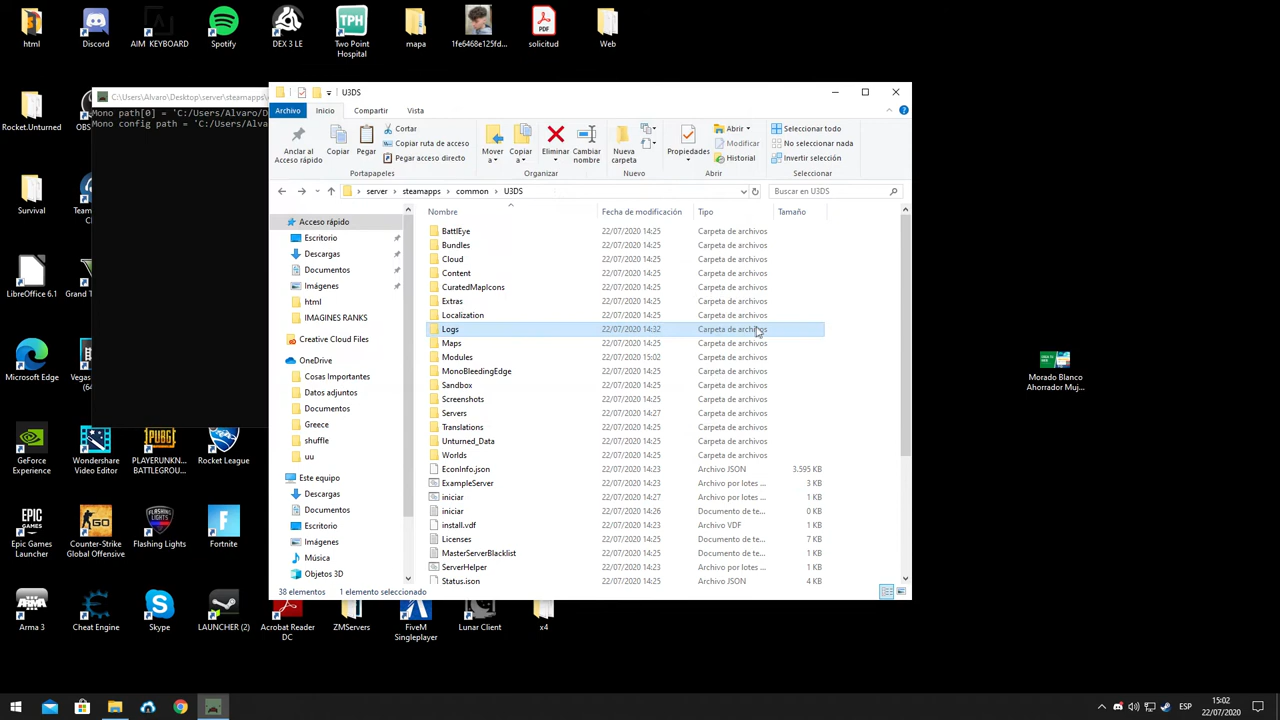 html
Discord
AIM_KEYBOARD
Spotify
DEX 3 LE
TPH
Two Point
Hospital
mapa
1fe6468e125fd...
PDF
solicitud
Web
Rocket.Unturned
OBS
Survival
Team
LibreOffice 6.1
Grand T
Microsoft Edge
Vegas
(64
GeForce
Experience
Wondershare
Video Editor
PUBG
PLAYERUNKN...
BATTLEGROU...
Rocket League
EPIC
GAMES
Epic Games
Launcher
CS:GO
Counter-Strike
Global Offensive
FLASHING LIGHTS
Flashing Lights
Fortnite
ARMA
Arma 3
Cheat Engine
Skype
LAUNCHER (2)
Acrobat Reader
DC
ZMServers
FiveM
Singleplayer
Lunar Client
x4
Morado Blanco
Ahorrador Muj...
C:\Users\Alvaro\Desktop\server\steamapps\
Mono path[0] = 'C:/Users/Alvaro/D
Mono config path = 'C:/Users/Alva
U3DS
Archivo
Inicio
Compartir
Vista
Anclar al
Acceso rápido
Copiar
Pegar
Cortar
Copiar ruta de acceso
Pegar acceso directo
Portapapeles
Mover
a
Copiar
a
Eliminar
Cambiar
nombre
Organizar
Nueva
carpeta
Nuevo
Propiedades
Abrir
Modificar
Historial
Abrir
Seleccionar todo
No seleccionar nada
Invertir selección
Seleccionar
server
steamapps
common
U3DS
Buscar en U3DS
Acceso rápido
Escritorio
Descargas
Documentos
Imágenes
html
IMAGINES RANKS
Creative Cloud Files
OneDrive
Cosas Importantes
Datos adjuntos
Documentos
Greece
shuffle
uu
Este equipo
Descargas
Documentos
Escritorio
Imágenes
Música
Objetos 3D
Nombre Fecha de modificación Tipo Tamaño
BattlEye 22/07/2020 14:25 Carpeta de archivos
Bundles 22/07/2020 14:25 Carpeta de archivos
Cloud 22/07/2020 14:25 Carpeta de archivos
Content 22/07/2020 14:25 Carpeta de archivos
CuratedMapIcons 22/07/2020 14:25 Carpeta de archivos
Extras 22/07/2020 14:25 Carpeta de archivos
Localization 22/07/2020 14:25 Carpeta de archivos
Logs 22/07/2020 14:32 Carpeta de archivos
Maps 22/07/2020 14:25 Carpeta de archivos
Modules 22/07/2020 15:02 Carpeta de archivos
MonoBleedingEdge 22/07/2020 14:25 Carpeta de archivos
Sandbox 22/07/2020 14:25 Carpeta de archivos
Screenshots 22/07/2020 14:25 Carpeta de archivos
Servers 22/07/2020 14:27 Carpeta de archivos
Translations 22/07/2020 14:25 Carpeta de archivos
Unturned_Data 22/07/2020 14:25 Carpeta de archivos
Worlds 22/07/2020 14:25 Carpeta de archivos
EconInfo.json 22/07/2020 14:23 Archivo JSON 3.595 KB
ExampleServer 22/07/2020 14:23 Archivo por lotes ... 3 KB
iniciar 22/07/2020 14:27 Archivo por lotes ... 1 KB
iniciar 22/07/2020 14:26 Documento de te... 0 KB
install.vdf 22/07/2020 14:23 Archivo VDF 1 KB
Licenses 22/07/2020 14:25 Documento de te... 7 KB
MasterServerBlacklist 22/07/2020 14:25 Documento de te... 1 KB
ServerHelper 22/07/2020 14:23 Archivo por lotes ... 1 KB
Status.json 22/07/2020 14:25 Archivo JSON 4 KB
38 elementos 1 elemento seleccionado
ESP
15:02
22/07/2020